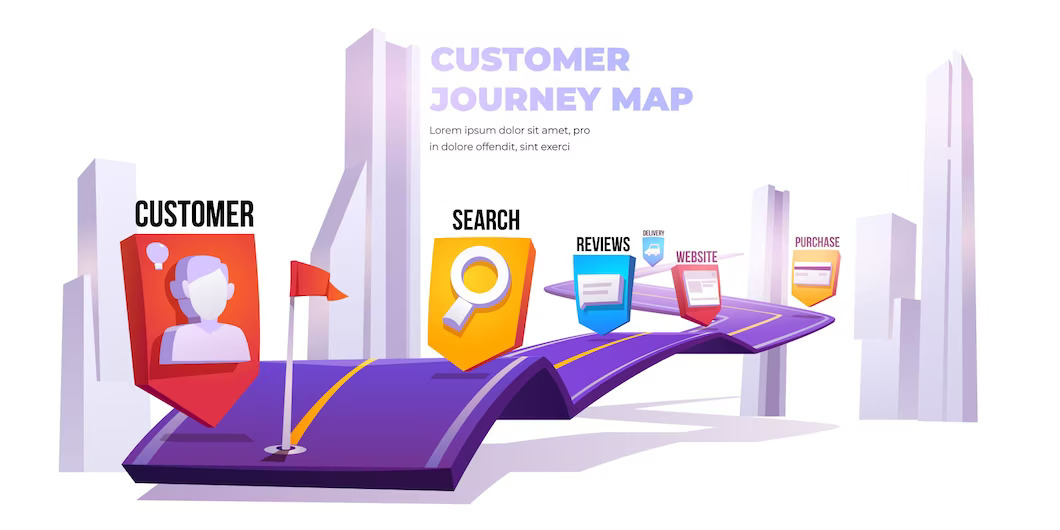 CUSTOMER
JOURNEY MAP
Lorem ipsum dolor sit amet, pro
in dolore offendit, sint exerci
CUSTOMER
SEARCH
REVIEWS
DELIVERY
WEBSITE
PURCHASE